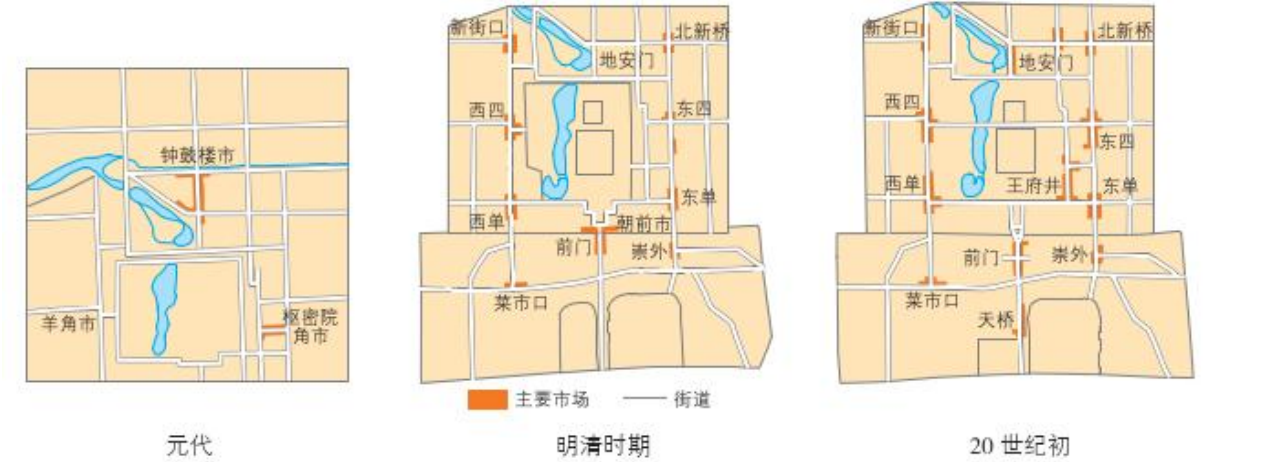 钟鼓楼市
羊角市
枢密院
角市
元代
新街口
北新桥
地安门
西四
东四
西单
东单
朝前市
前门
崇外
菜市口
主要市场
街道
明清时期
新街口
北新桥
地安门
西四
东四
西单
王府井
东单
前门
崇外
菜市口
天桥
20 世纪初